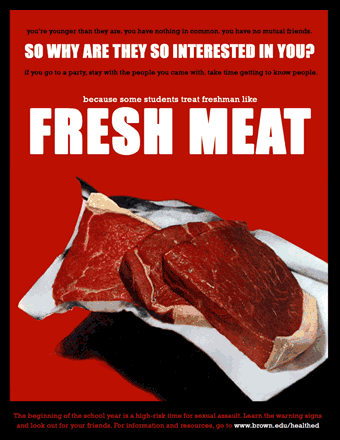 you're younger than they are. you have nothing in common. you have no mutual friends.
SO WHY ARE THEY SO INTERESTED IN YOU?
if you go to a party, stay with the people you came with. take time getting to know people.
because some students treat freshman like
FRESH MEAT
The beginning of the school year is a high-risk time for sexual assault. Learn the warning signs
and look out for your friends. For information and resources, go to www.brown.edu/healthed